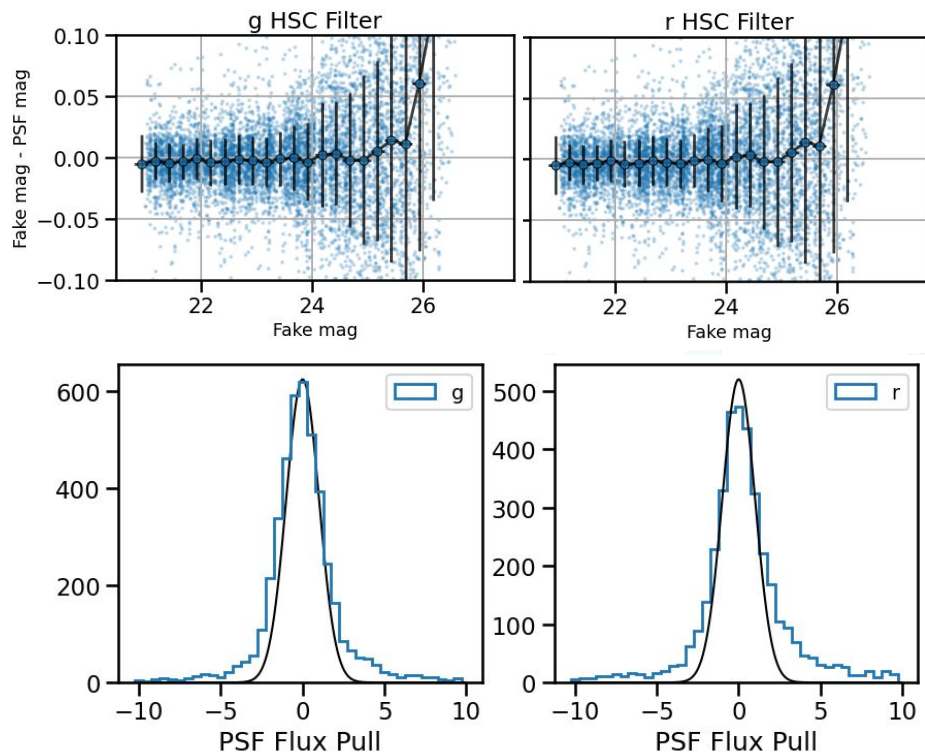 g HSC Filter
r HSC Filter
0.10
0.05
0.00
−0.05
−0.10
Fake mag - PSF mag
22 24 26
22 24 26
Fake mag
Fake mag
600
400
200
0
g
500
400
300
200
100
0
r
−10 −5 0 5 10
−10 −5 0 5 10
PSF Flux Pull
PSF Flux Pull